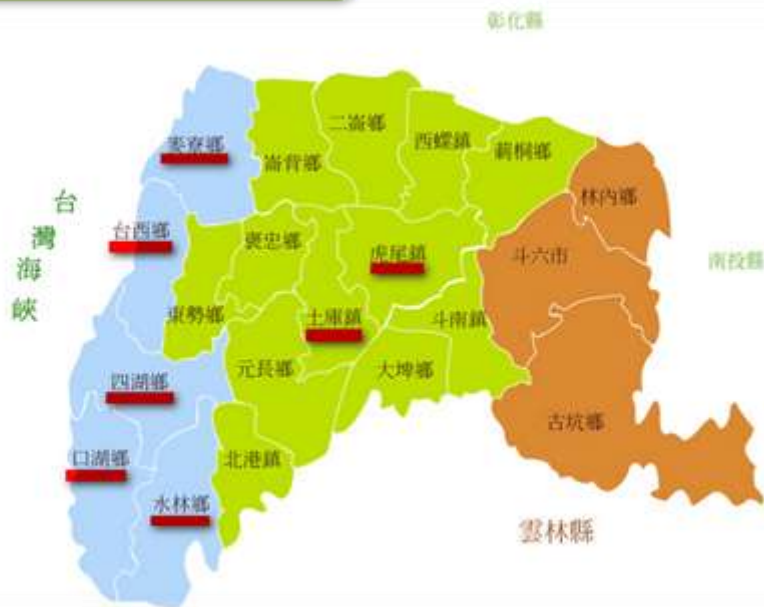 彰化縣
二崙鄉
西螺鎮
莿桐鄉
麥寮鄉
崙背鄉
林內鄉
台灣海峽
台西鄉
褒忠鄉
虎尾鎮
斗六市
南投縣
東勢鄉
土庫鎮
斗南鎮
元長鄉
大埤鄉
四湖鄉
古坑鄉
口湖鄉
北港鎮
水林鄉
雲林縣